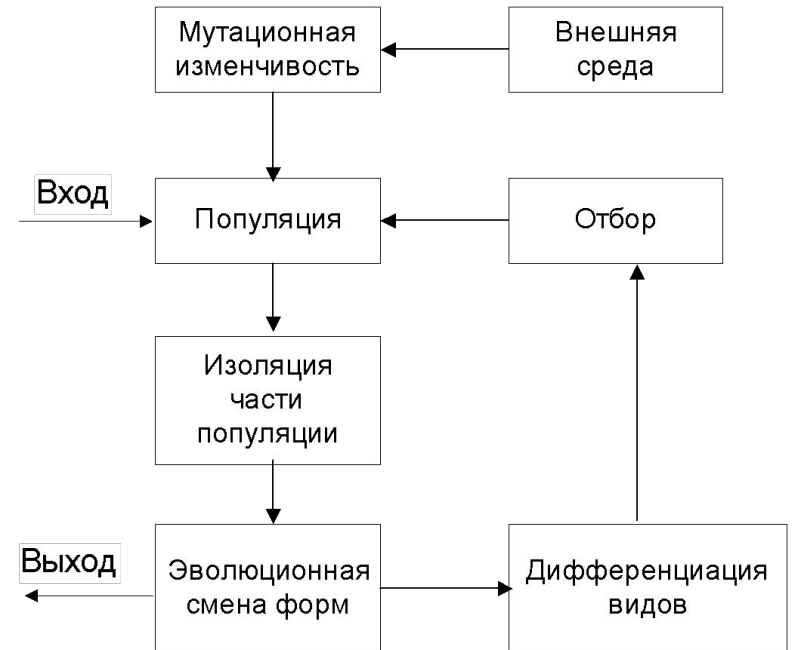 Мутационная
изменчивость
Внешняя
среда
Вход
Популяция
Отбор
Изоляция
части
популяции
Выход
Эволюционная
смена форм
Дифференциация
видов